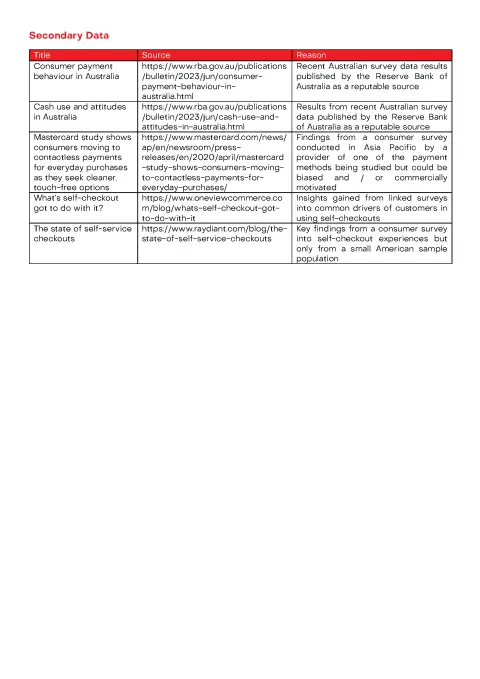 Secondary Data
Title Source Reason
Consumer payment
behaviour in Australia
https://www.rba.gov.au/publications
/bulletin/2023/jun/consumer-
payment-behaviour-in-
australia.html
Recent Australian survey data results
published by the Reserve Bank of
Australia as a reputable source
Cash use and attitudes
in Australia
https://www.rba.gov.au/publications
/bulletin/2023/jun/cash-use-and-
attitudes-in-australia.html
Results from recent Australian survey
data published by the Reserve Bank
of Australia as a reputable source
Mastercard study shows
consumers moving to
contactless payments
for everyday purchases
as they seek cleaner,
touch-free options
https://www.mastercard.com/news/
ap/en/newsroom/press-
releases/en/2020/april/mastercard
-study-shows-consumers-moving-
to-contactless-payments-for-
everyday-purchases/
Findings from a consumer survey
conducted in Asia Pacific by a
provider of one of the payment
methods being studied but could be
biased and / or commercially
motivated
What's self-checkout
got to do with it?
https://www.oneviewcommerce.co
m/blog/whats-self-checkout-got-
to-do-with-it
Insights gained from linked surveys
into common drivers of customers in
using self-checkouts
The state of self-service
checkouts
https://www.raydiant.com/blog/the-
state-of-self-service-checkouts
Key findings from a consumer survey
into self-checkout experiences but
only from a small American sample
population